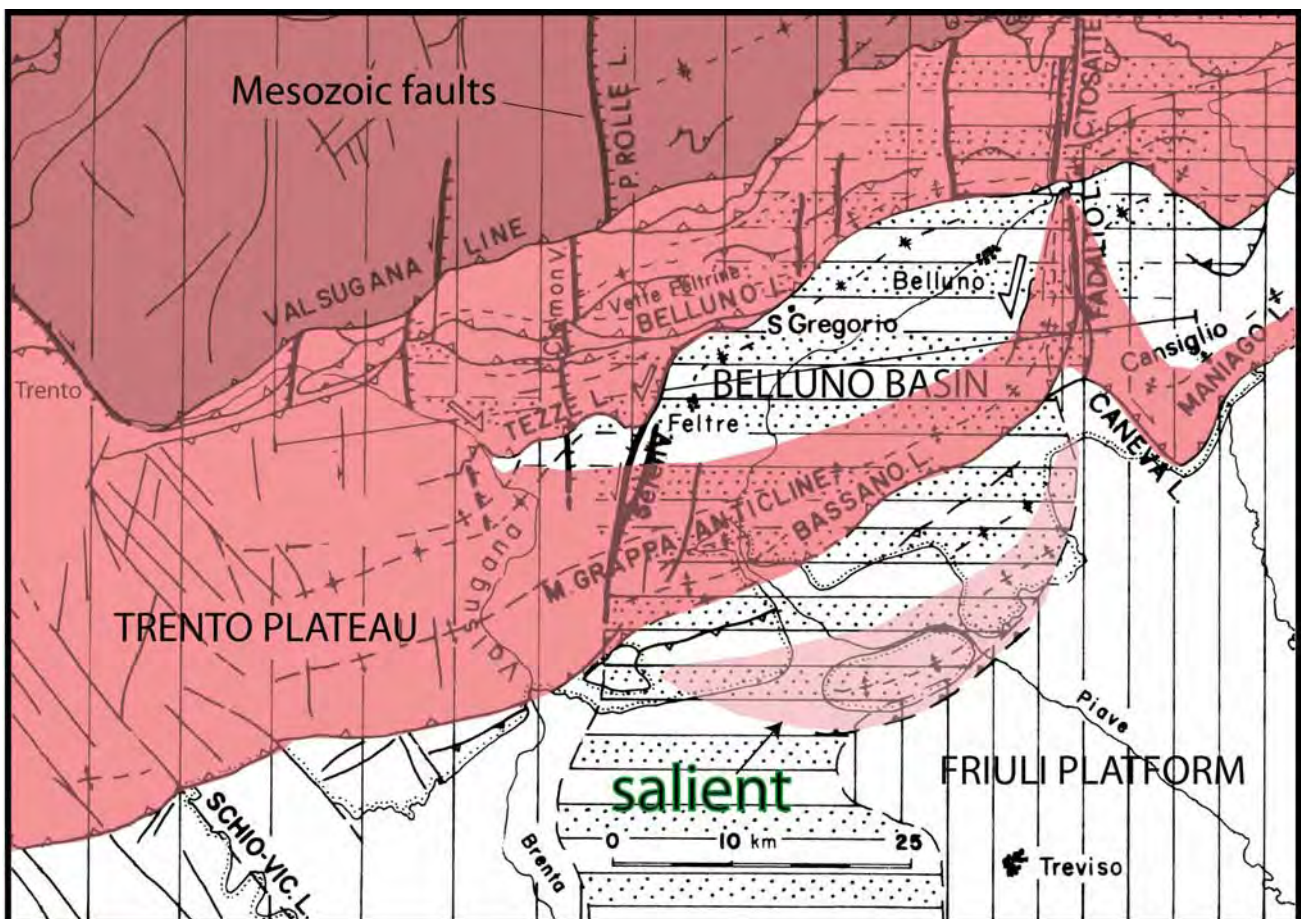 Mesozoic faults
P. ROLLE L.
VALSUGANA LINE
Trento
Cismon V.
Vette Feltrine
BELLUNO L.
TEZZE L.
Belluno
S. Gregorio
BELLUNO BASIN
Feltre
FADALTO L.
Cansiglio
MANIAGO L.
CANEVA L.
M. GRAPPA ANTICLINE
BASSANO L.
Valsugana
TRENTO PLATEAU
salient
Piave
FRIULI PLATFORM
SCHIO-VIC. L.
0 10 km 25
Brenta
Treviso